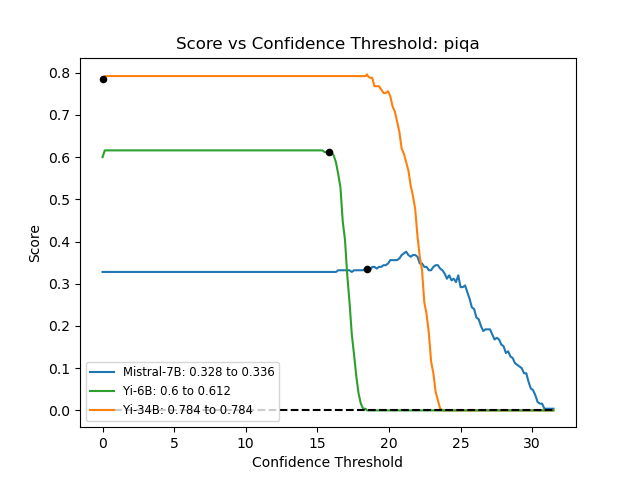 Score vs Confidence Threshold: piqa
0.8
0.7
0.6
0.5
0.4
0.3
0.2
0.1
0.0
Score
Mistral-7B: 0.328 to 0.336
Yi-6B: 0.6 to 0.612
Yi-34B: 0.784 to 0.784
0 5 10 15 20 25 30
Confidence Threshold